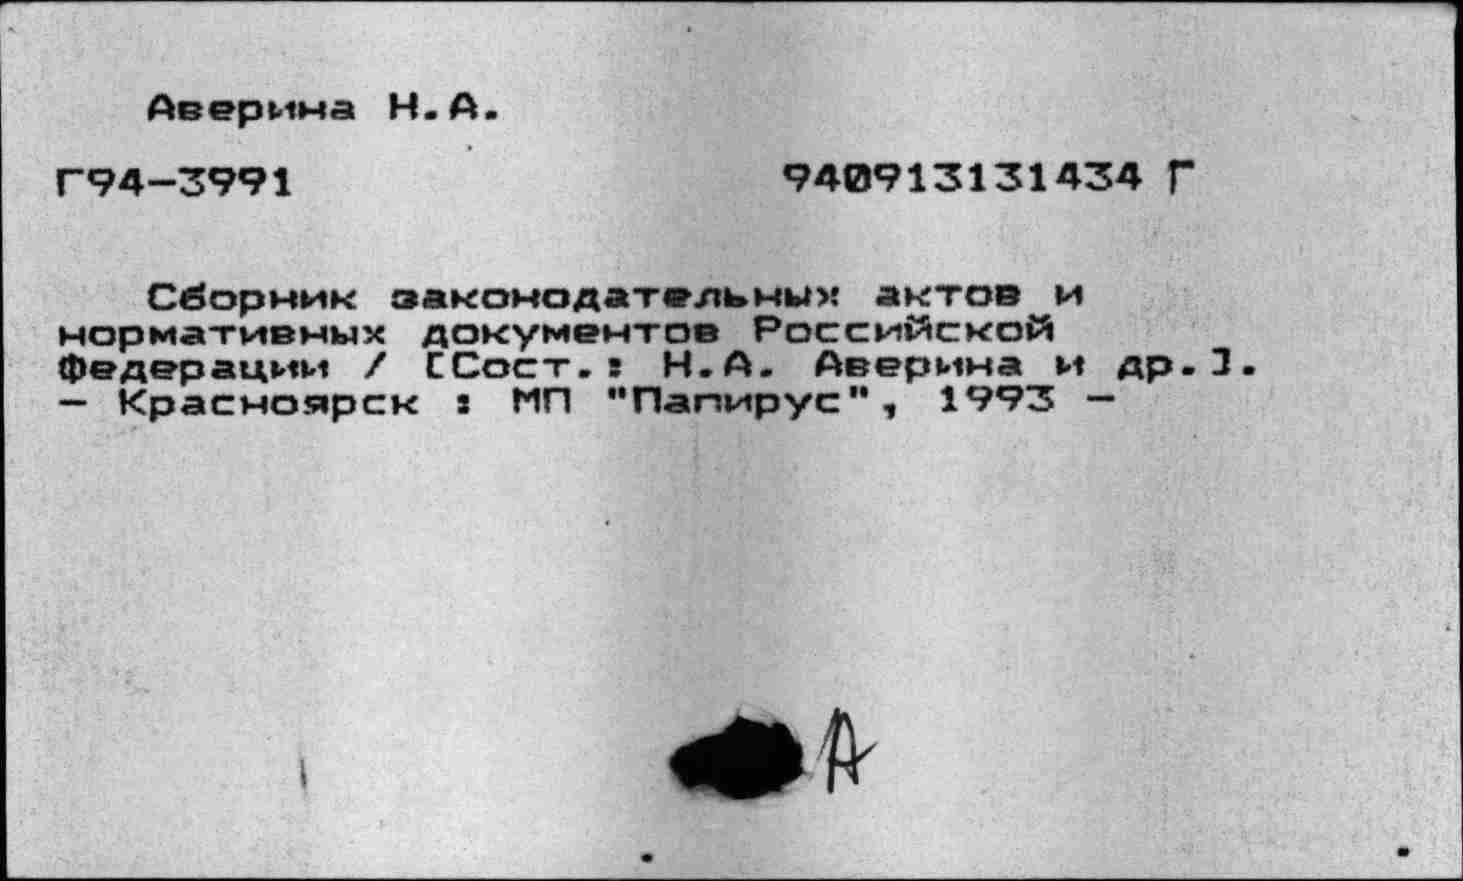 Аверина Н.А.
Г94-3991 940913131434 Г
Сборник законодательных актов и
нормативных документов Российской
Федерации / [Сост.: Н.А. Аверина и др.].
- Красноярск : МП "Папирус", 1993 -
А